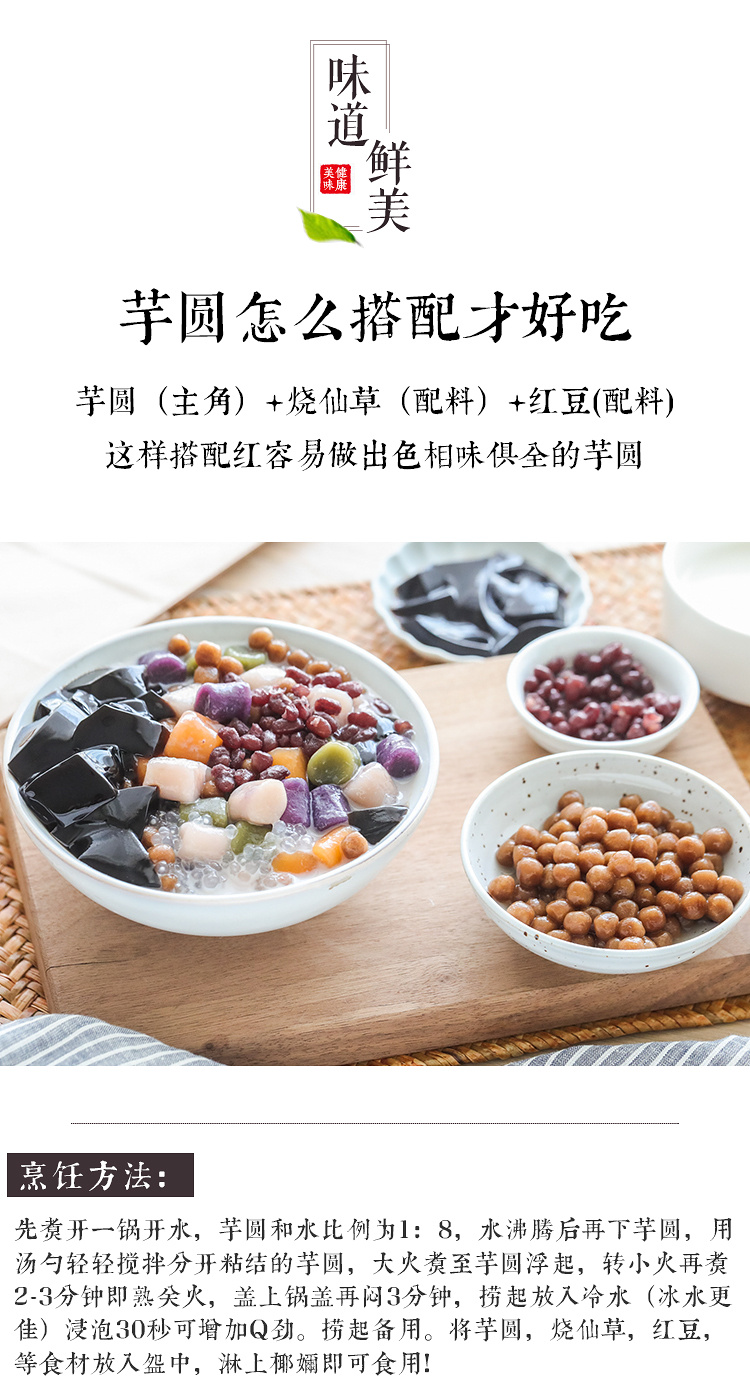 味道
鲜美
健康
美味
芋圆怎么搭配才好吃
芋圆（主角）+烧仙草（配料）+红豆(配料)
这样搭配红容易做出色相味俱全的芋圆
烹饪方法：
先煮开一锅开水，芋圆和水比例为1：8，水沸腾后再下芋圆，用
汤勺轻轻搅拌分开粘结的芋圆，大火煮至芋圆浮起，转小火再煮
2-3分钟即熟关火，盖上锅盖再闷3分钟，捞起放入冷水（冰水更
佳）浸泡30秒可增加Q劲。捞起备用。将芋圆，烧仙草，红豆，
等食材放入碗中，淋上椰嬭即可食用!